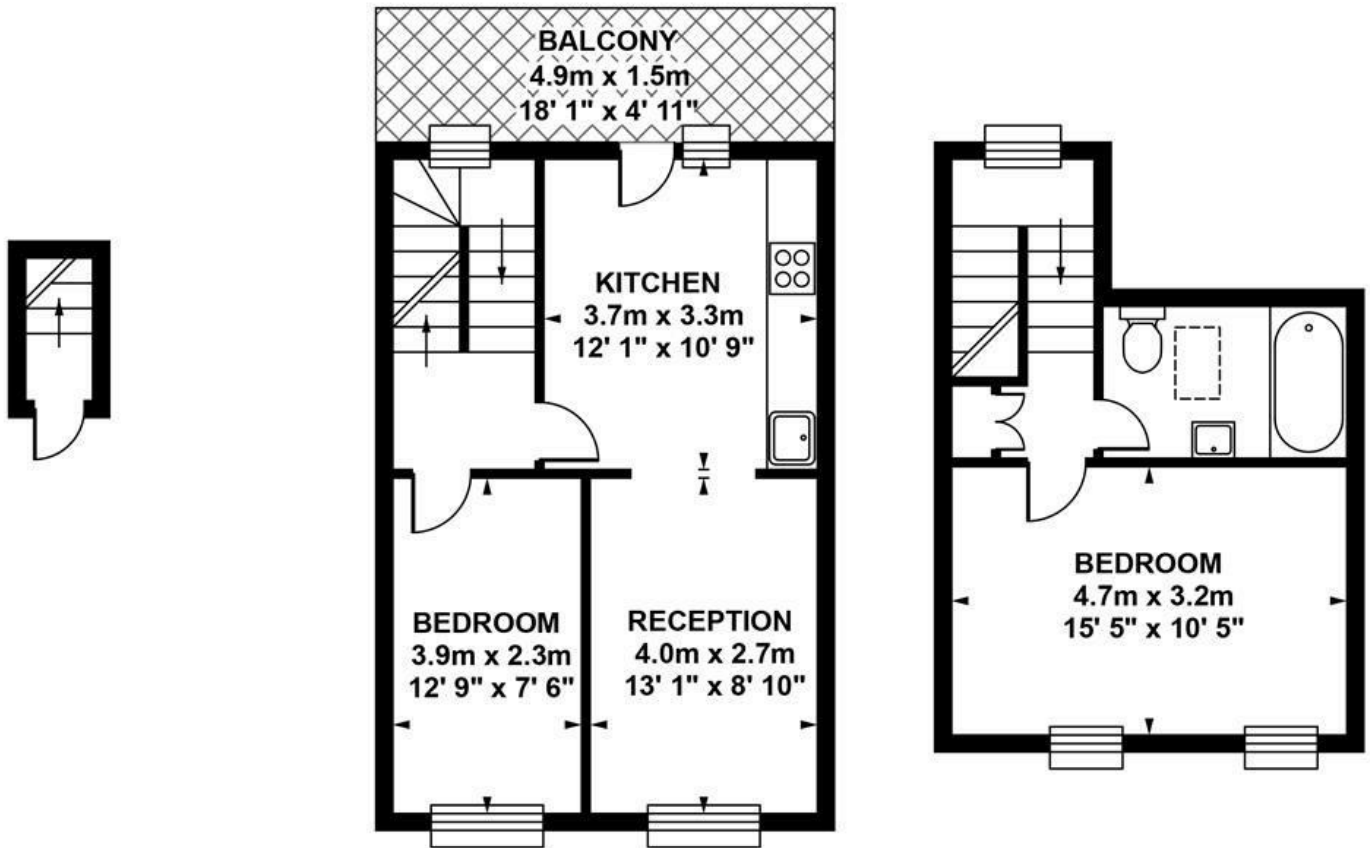 BALCONY
4.9m x 1.5m
18' 1" x 4' 11"
KITCHEN
3.7m x 3.3m
12' 1" x 10' 9"
BEDROOM
3.9m x 2.3m
12' 9" x 7' 6"
RECEPTION
4.0m x 2.7m
13' 1" x 8' 10"
BEDROOM
4.7m x 3.2m
15' 5" x 10' 5"